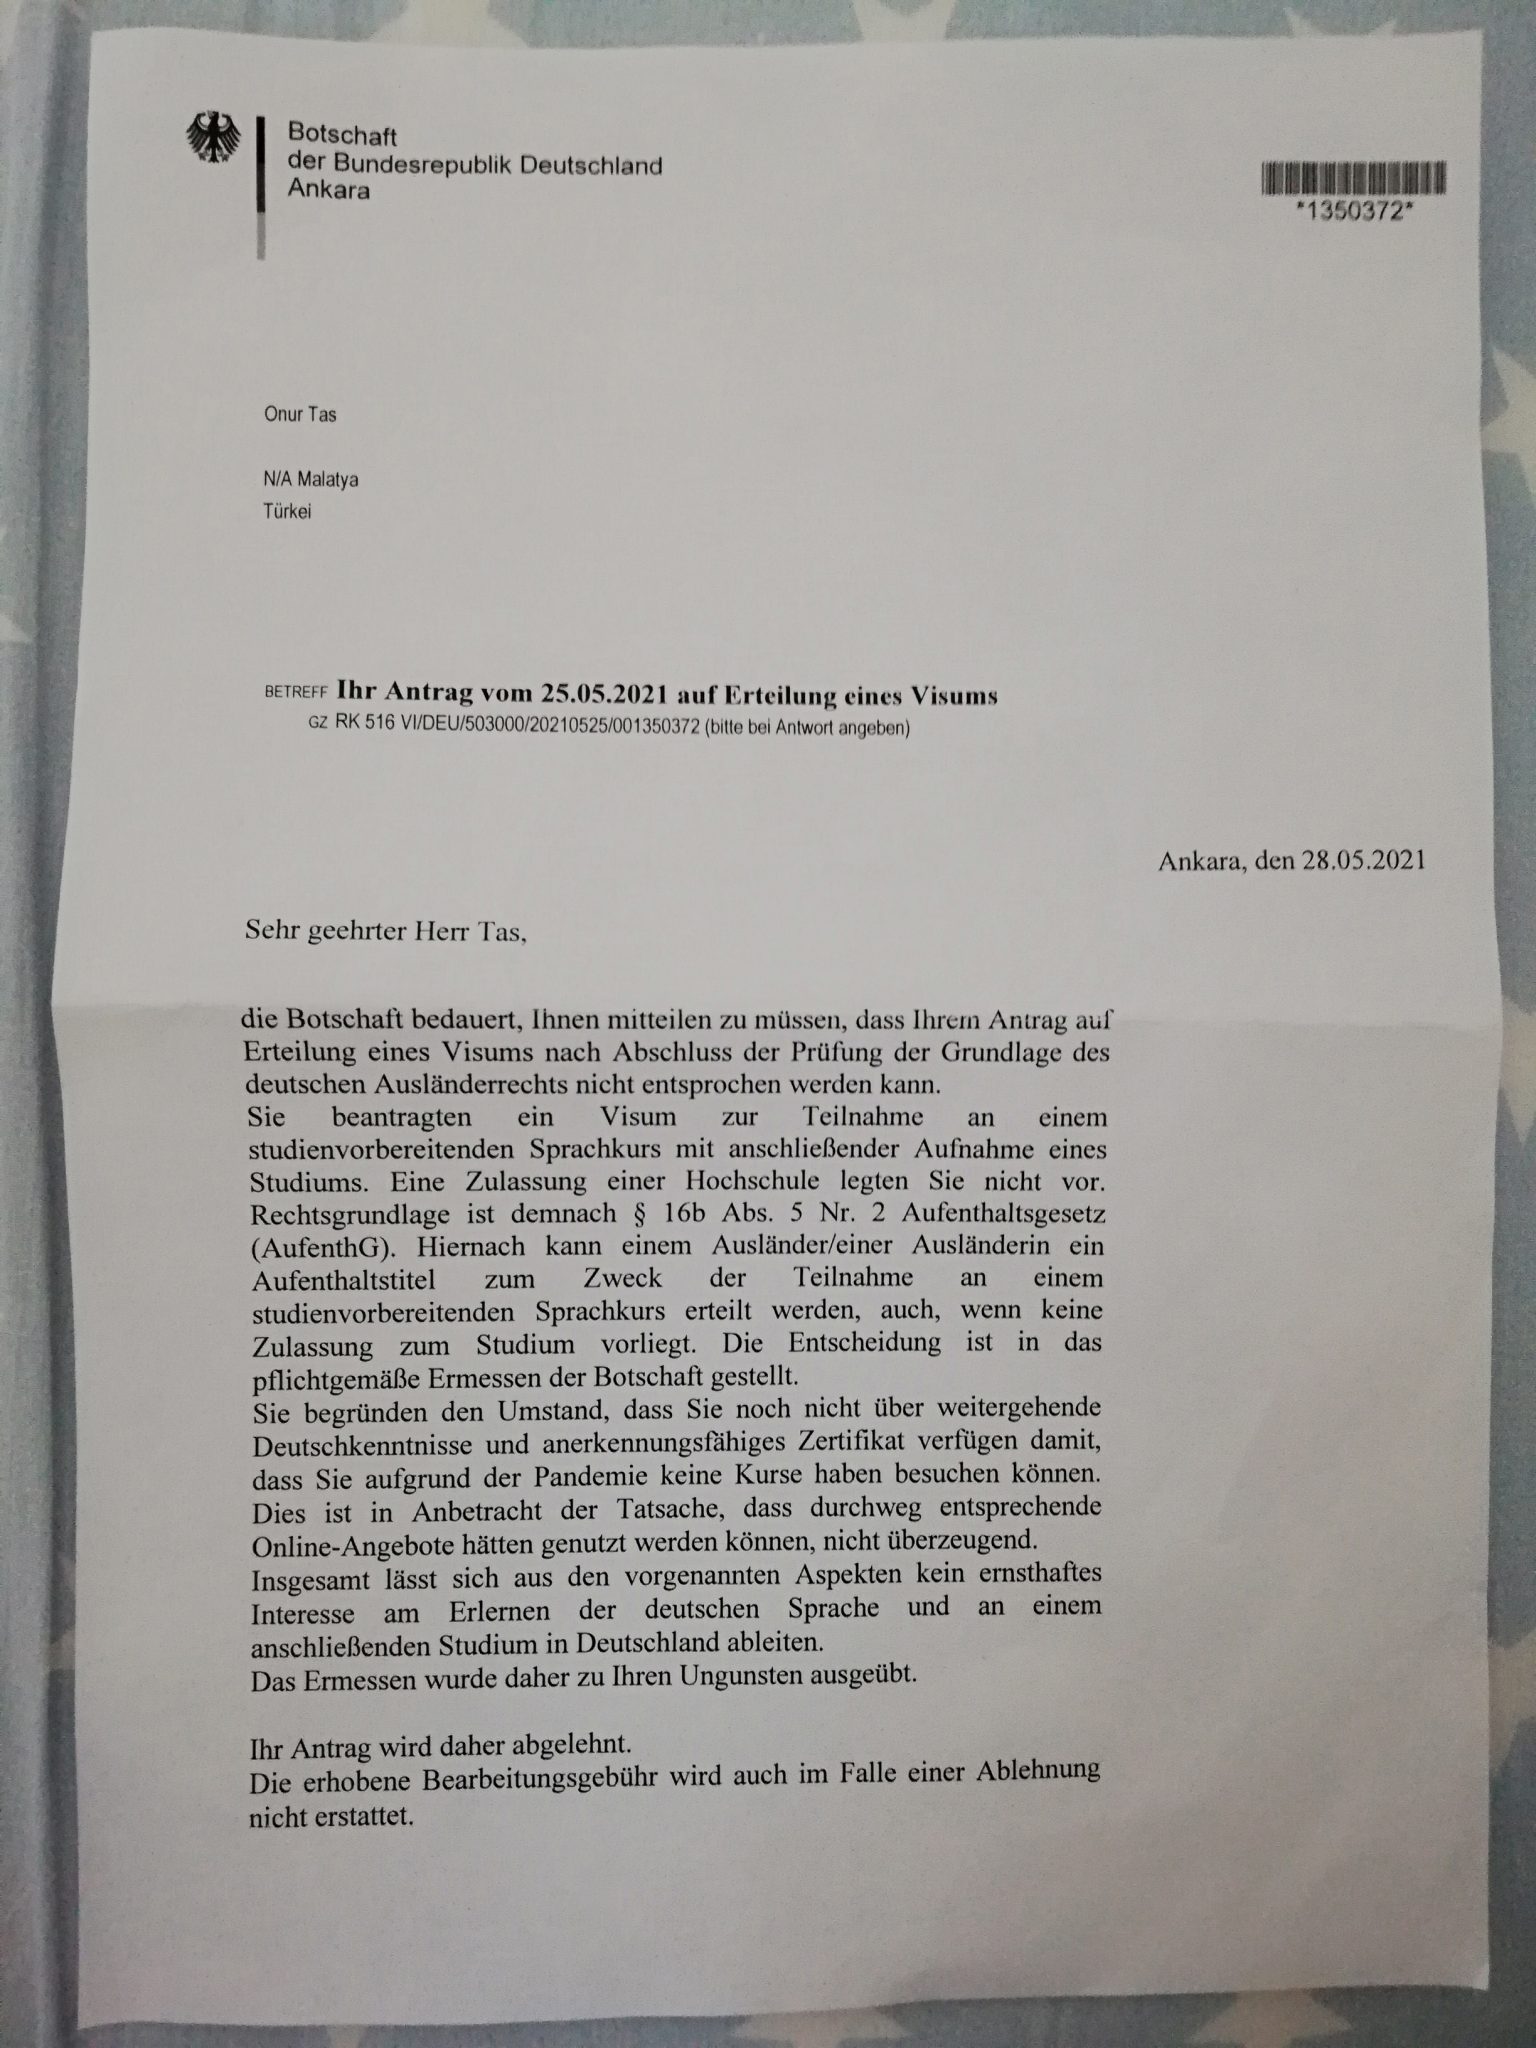 Botschaft
der Bundesrepublik Deutschland
Ankara
*1350372*
Onur Tas
N/A Malatya
Türkei
BETREFF Ihr Antrag vom 25.05.2021 auf Erteilung eines Visums
GZ RK 516 VI/DEU/503000/20210525/001350372 (bitte bei Antwort angeben)
Ankara, den 28.05.2021
Sehr geehrter Herr Tas,
die Botschaft bedauert, Ihnen mitteilen zu müssen, dass Ihrem Antrag auf
Erteilung eines Visums nach Abschluss der Prüfung der Grundlage des
deutschen Ausländerrechts nicht entsprochen werden kann.
Sie beantragten ein Visum zur Teilnahme an einem
studienvorbereitenden Sprachkurs mit anschließender Aufnahme eines
Studiums. Eine Zulassung einer Hochschule legten Sie nicht vor.
Rechtsgrundlage ist demnach § 16b Abs. 5 Nr. 2 Aufenthaltsgesetz
(AufenthG). Hiernach kann einem Ausländer/einer Ausländerin ein
Aufenthaltstitel zum Zweck der Teilnahme an einem
studienvorbereitenden Sprachkurs erteilt werden, auch, wenn keine
Zulassung zum Studium vorliegt. Die Entscheidung ist in das
pflichtgemäße Ermessen der Botschaft gestellt.
Sie begründen den Umstand, dass Sie noch nicht über weitergehende
Deutschkenntnisse und anerkennungsfähiges Zertifikat verfügen damit,
dass Sie aufgrund der Pandemie keine Kurse haben besuchen können.
Dies ist in Anbetracht der Tatsache, dass durchweg entsprechende
Online-Angebote hätten genutzt werden können, nicht überzeugend.
Insgesamt lässt sich aus den vorgenannten Aspekten kein ernsthaftes
Interesse am Erlernen der deutschen Sprache und an einem
anschließenden Studium in Deutschland ableiten.
Das Ermessen wurde daher zu Ihren Ungunsten ausgeübt.
Ihr Antrag wird daher abgelehnt.
Die erhobene Bearbeitungsgebühr wird auch im Falle einer Ablehnung
nicht erstattet.